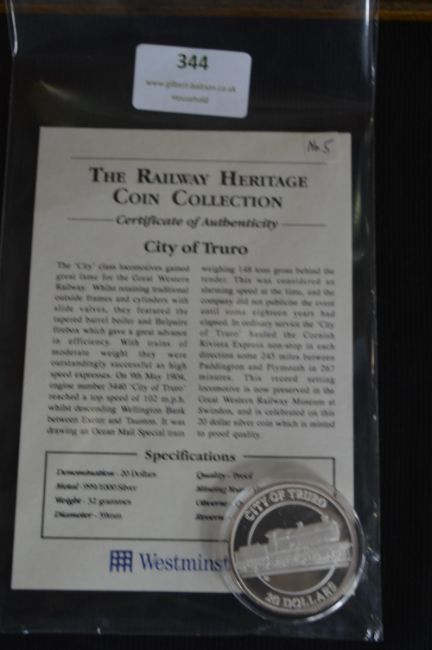 344
www.gilbert-baitson.co.uk
Household
No 5
THE RAILWAY HERITAGE
COIN COLLECTION
Certificate of Authenticity
City of Truro
The 'City' class locomotives gained
great fame for the Great Western
Railway. Whilst retaining traditional
outside frames and cylinders with
slide valves, they featured the
tapered barrel boiler and Belpaire
firebox which gave a great advance
in efficiency. With trains of
moderate weight they were
outstandingly successful as high
speed expresses. On 9th May 1904,
engine number 3440 'City of Truro'
reached a top speed of 102 m.p.h.
whilst descending Wellington Bank
between Exeter and Taunton. It was
drawing an Ocean Mail Special train
weighing 148 tons gross behind the
tender. This was considered an
alarming speed at the time, and the
company did not publicise the event
until some eighteen years had
elapsed. In ordinary service the 'City
of Truro' hauled the Cornish
Riviera Express non-stop in each
direction some 245 miles between
Paddington and Plymouth in 267
minutes. This record setting
locomotive is now preserved in the
Great Western Railway Museum at
Swindon, and is celebrated on this
20 dollar silver coin which is minted
to proof quality.
Specifications
Denomination - 20 Dollars
Metal - 999/1000 Silver
Weight - 32 grammes
Diameter - 39mm
Quality - Proof
Minting
Obverse
Reverse
Westminst
CITY OF TRURO
20 DOLLARS